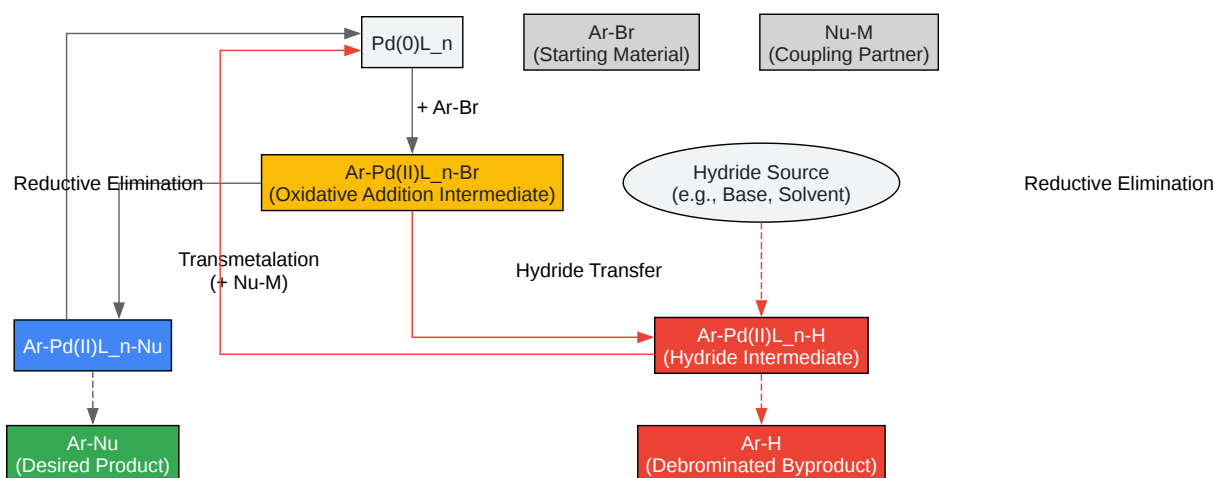 Pd(0)L_n
Ar-Br
(Starting Material)
Nu-M
(Coupling Partner)
+ Ar-Br
Ar-Pd(II)L_n-Br
(Oxidative Addition Intermediate)
Hydride Source
(e.g., Base, Solvent)
Reductive Elimination
Reductive Elimination
Transmetalation
(+ Nu-M)
Hydride Transfer
Ar-Pd(II)L_n-Nu
Ar-Pd(II)L_n-H
(Hydride Intermediate)
Ar-Nu
(Desired Product)
Ar-H
(Debrominated Byproduct)